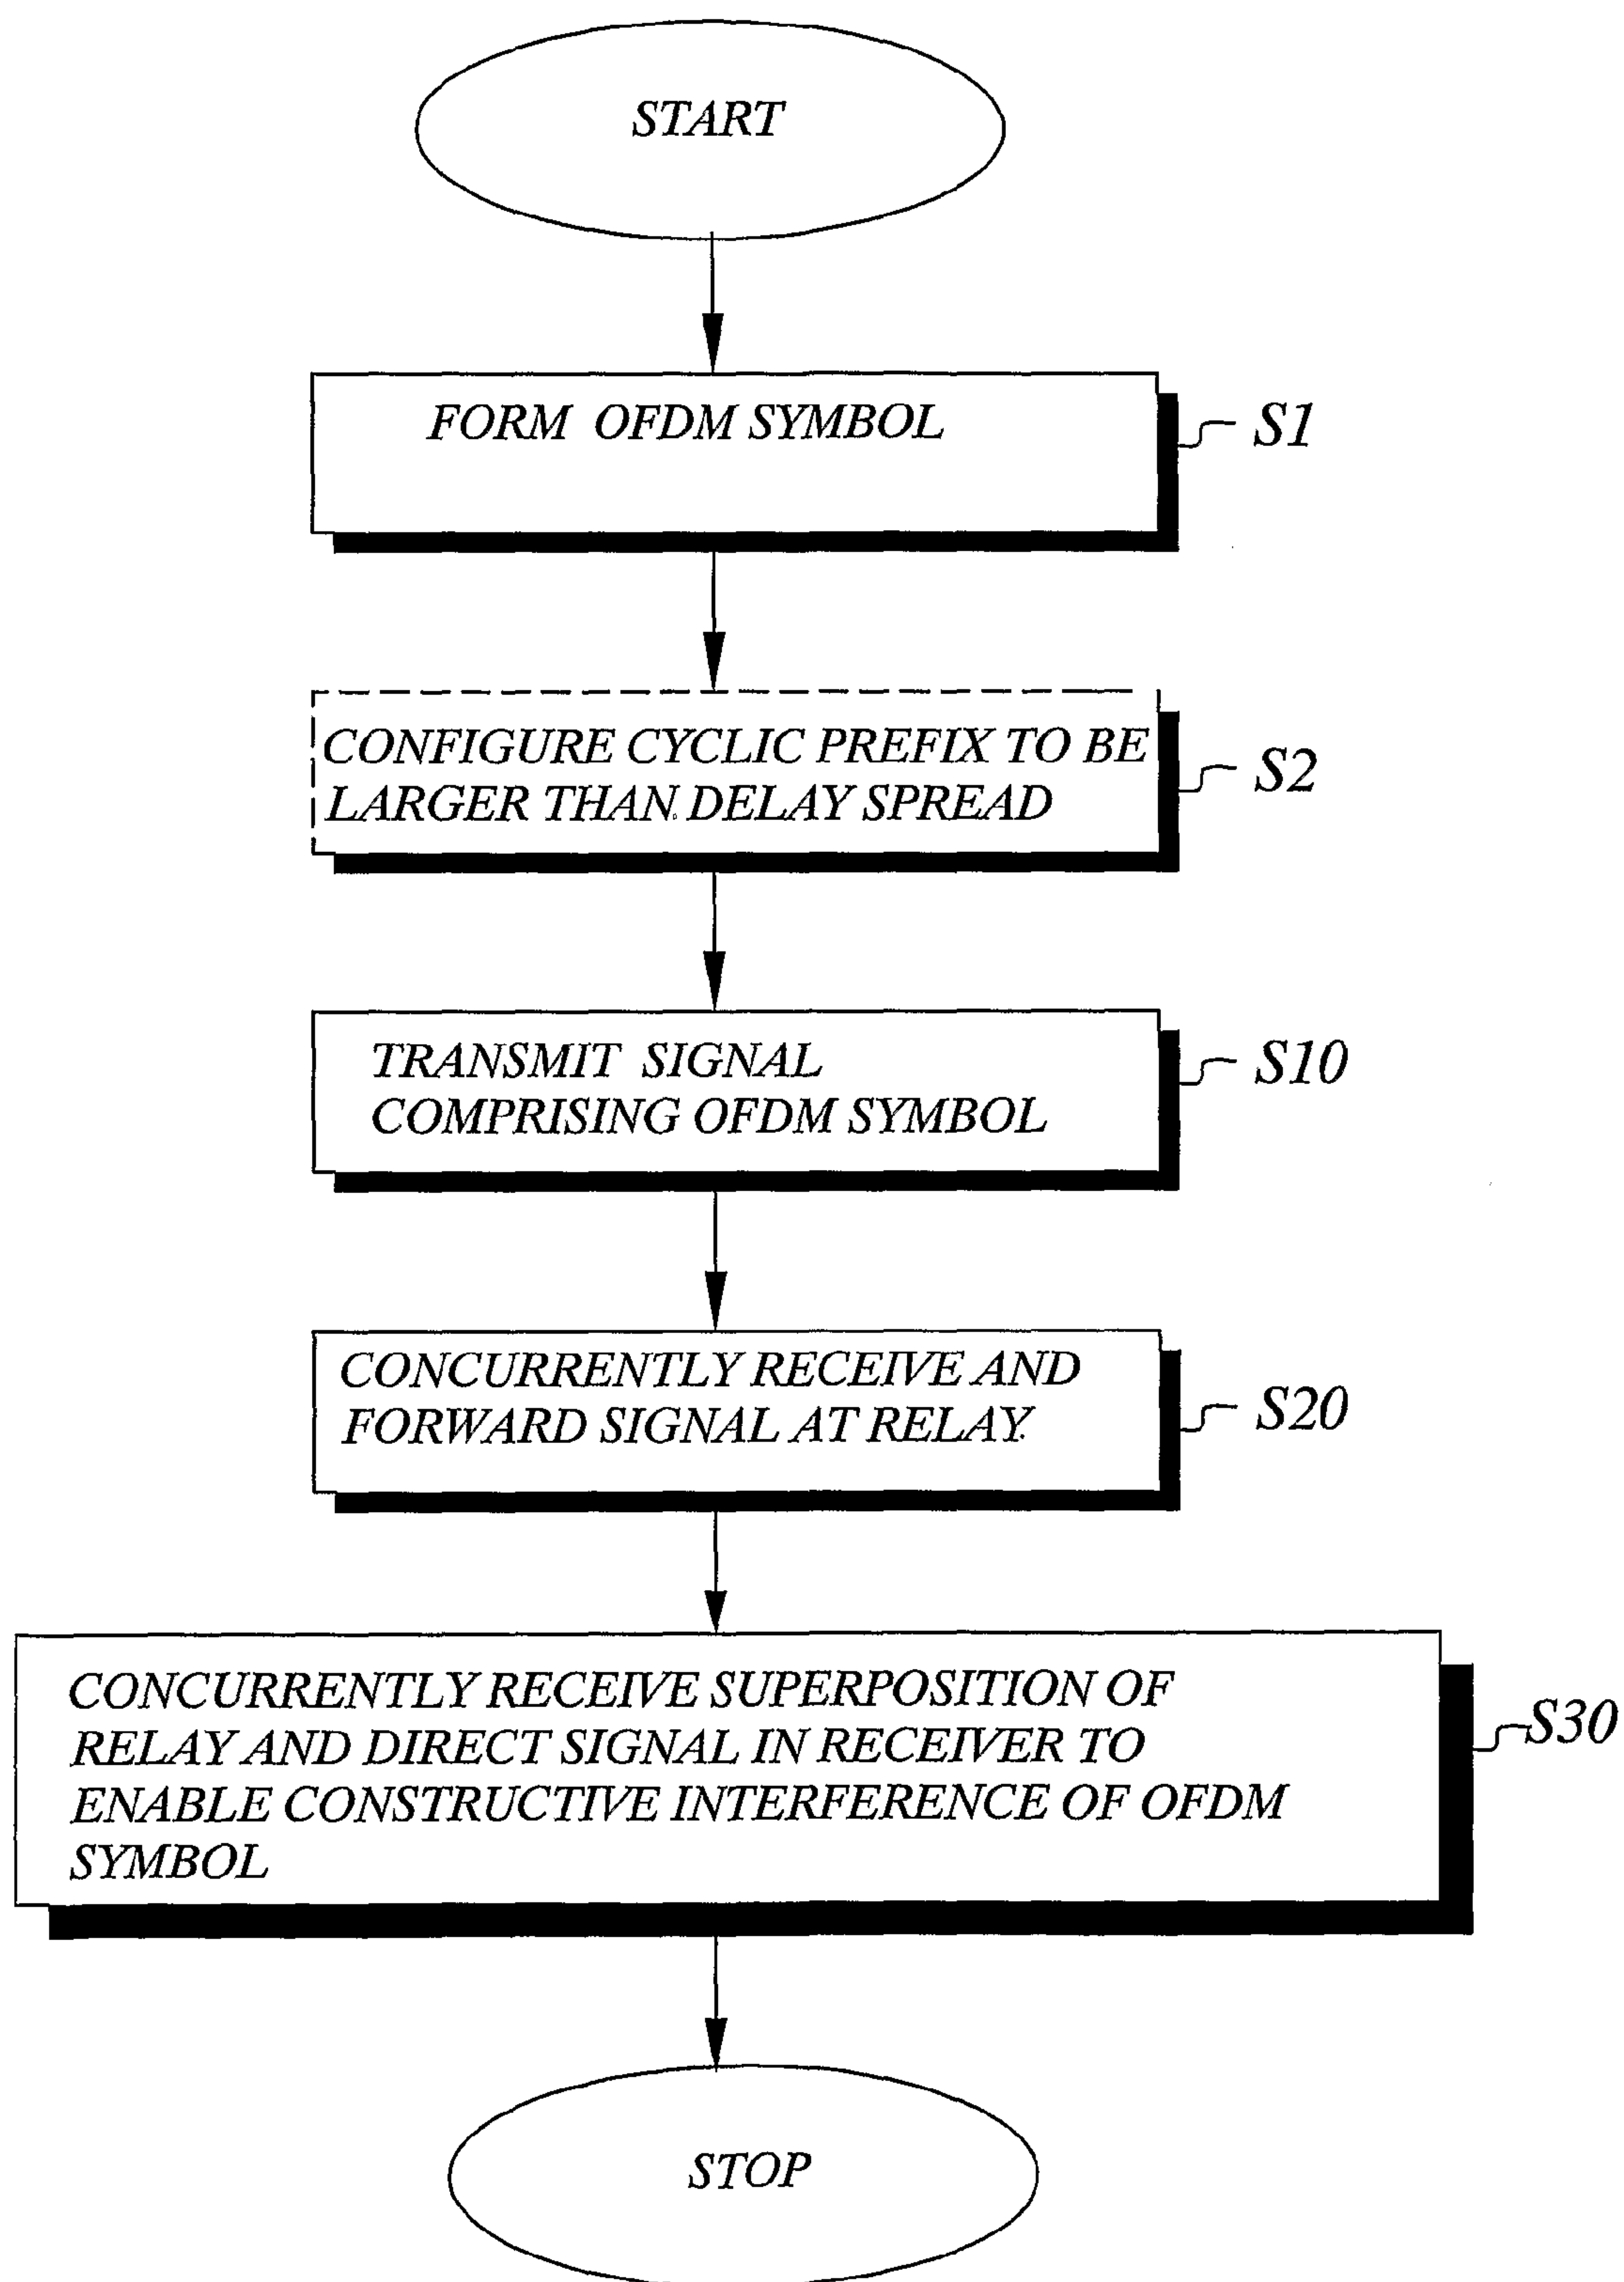 START
FORM OFDM SYMBOL
S1
CONFIGURE CYCLIC PREFIX TO BE
LARGER THAN DELAY SPREAD
S2
TRANSMIT SIGNAL
COMPRISING OFDM SYMBOL
S10
CONCURRENTLY RECEIVE AND
FORWARD SIGNAL AT RELAY.
S20
CONCURRENTLY RECEIVE SUPERPOSITION OF
RELAY AND DIRECT SIGNAL IN RECEIVER TO
ENABLE CONSTRUCTIVE INTERFERENCE OF OFDM
SYMBOL
S30
STOP